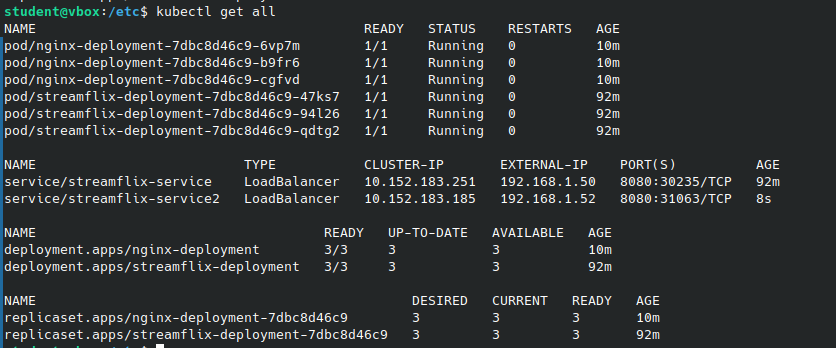 student@vbox:/etc$ kubectl get all
NAME READY STATUS RESTARTS AGE
pod/nginx-deployment-7dbc8d46c9-6vp7m 1/1 Running 0 10m
pod/nginx-deployment-7dbc8d46c9-b9fr6 1/1 Running 0 10m
pod/nginx-deployment-7dbc8d46c9-cgfvd 1/1 Running 0 10m
pod/streamflix-deployment-7dbc8d46c9-47ks7 1/1 Running 0 92m
pod/streamflix-deployment-7dbc8d46c9-94l26 1/1 Running 0 92m
pod/streamflix-deployment-7dbc8d46c9-qdtg2 1/1 Running 0 92m
NAME TYPE CLUSTER-IP EXTERNAL-IP PORT(S) AGE
service/streamflix-service LoadBalancer 10.152.183.251 192.168.1.50 8080:30235/TCP 92m
service/streamflix-service2 LoadBalancer 10.152.183.185 192.168.1.52 8080:31063/TCP 8s
NAME READY UP-TO-DATE AVAILABLE AGE
deployment.apps/nginx-deployment 3/3 3 3 10m
deployment.apps/streamflix-deployment 3/3 3 3 92m
NAME DESIRED CURRENT READY AGE
replicaset.apps/nginx-deployment-7dbc8d46c9 3 3 3 10m
replicaset.apps/streamflix-deployment-7dbc8d46c9 3 3 3 92m